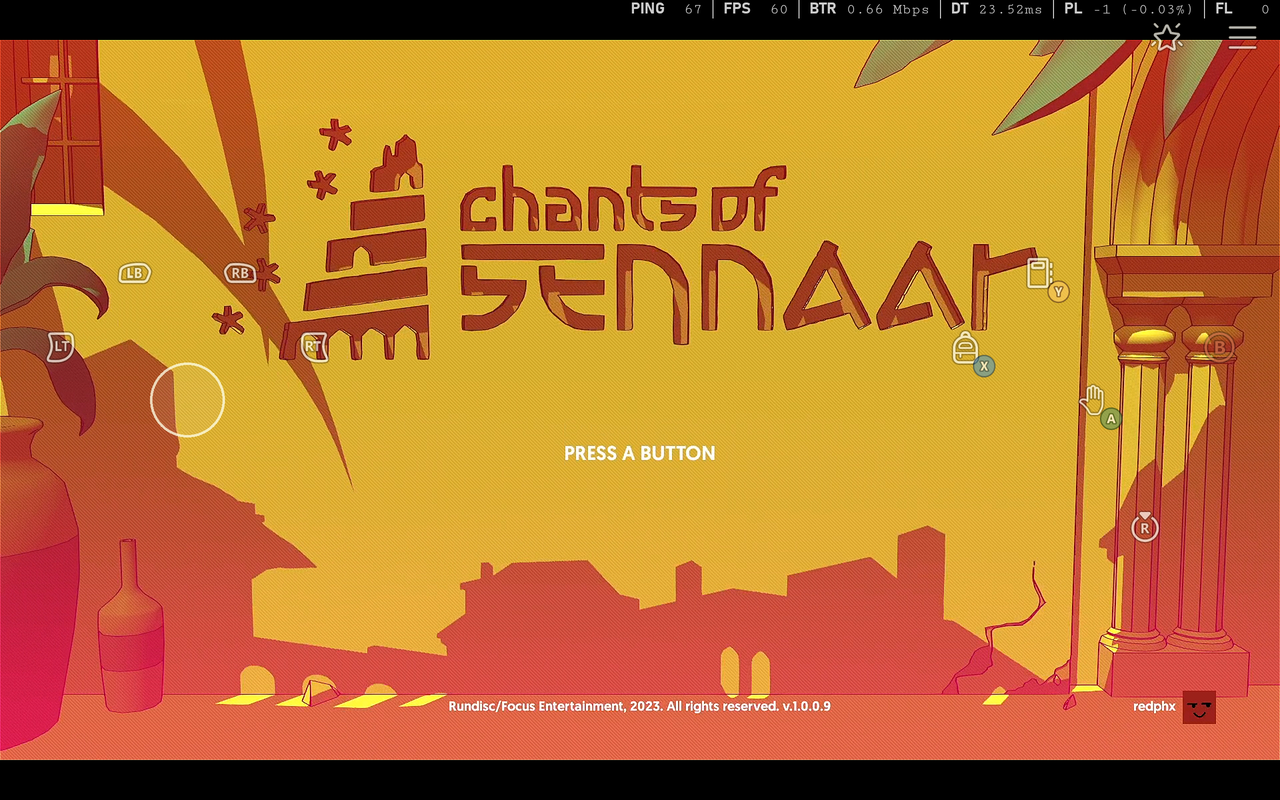 PING 67 | FPS 60 | BTR 0.66 Mbps | DT 23.52ms | PL -1 (-0.03%) | FL 0
chants of
SENNAAR
LB RB
Y
LT RT B
X
A
PRESS A BUTTON
R
Rundisc/Focus Entertainment, 2023. All rights reserved. v.1.0.0.9
redphx